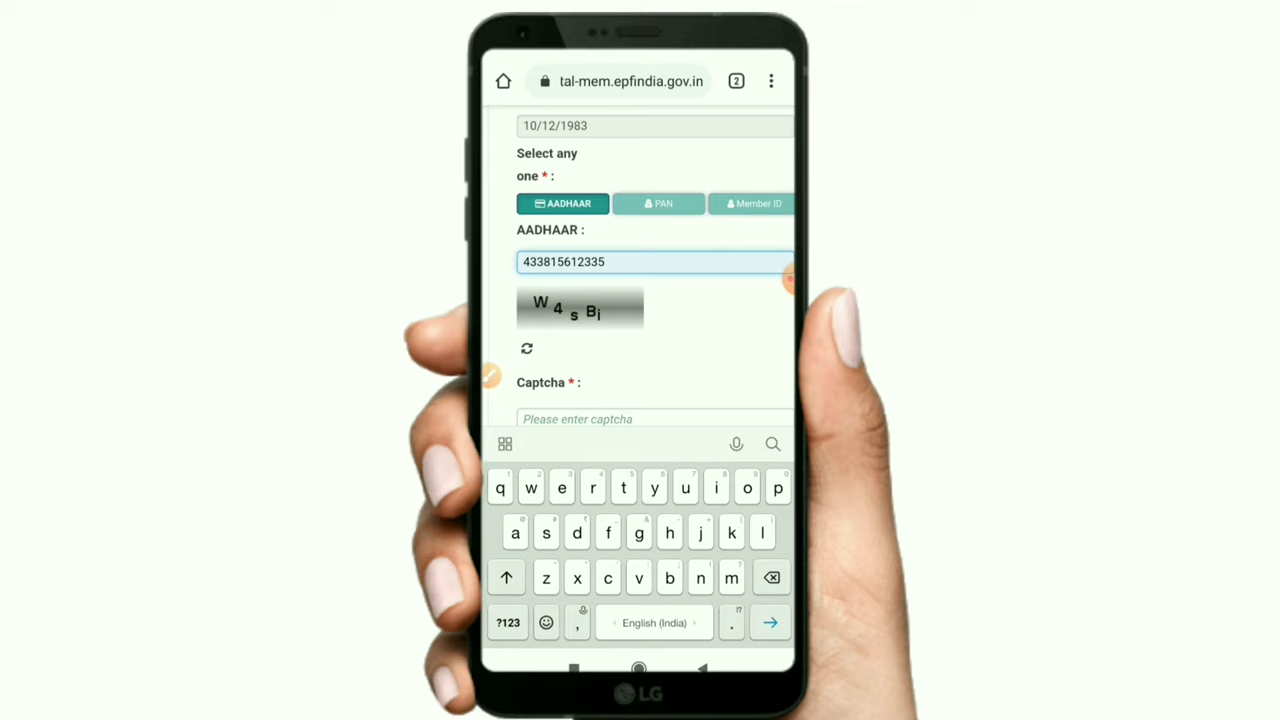 tal-mem.epfindia.gov.in 2
10/12/1983
Select any
one * :
AADHAAR PAN Member ID
AADHAAR :
433815612335
W 4 s B i
Captcha * :
Please enter captcha
q w e r t y u i o p
a s d f g h j k l
z x c v b n m
?123 , English (India) .
LG